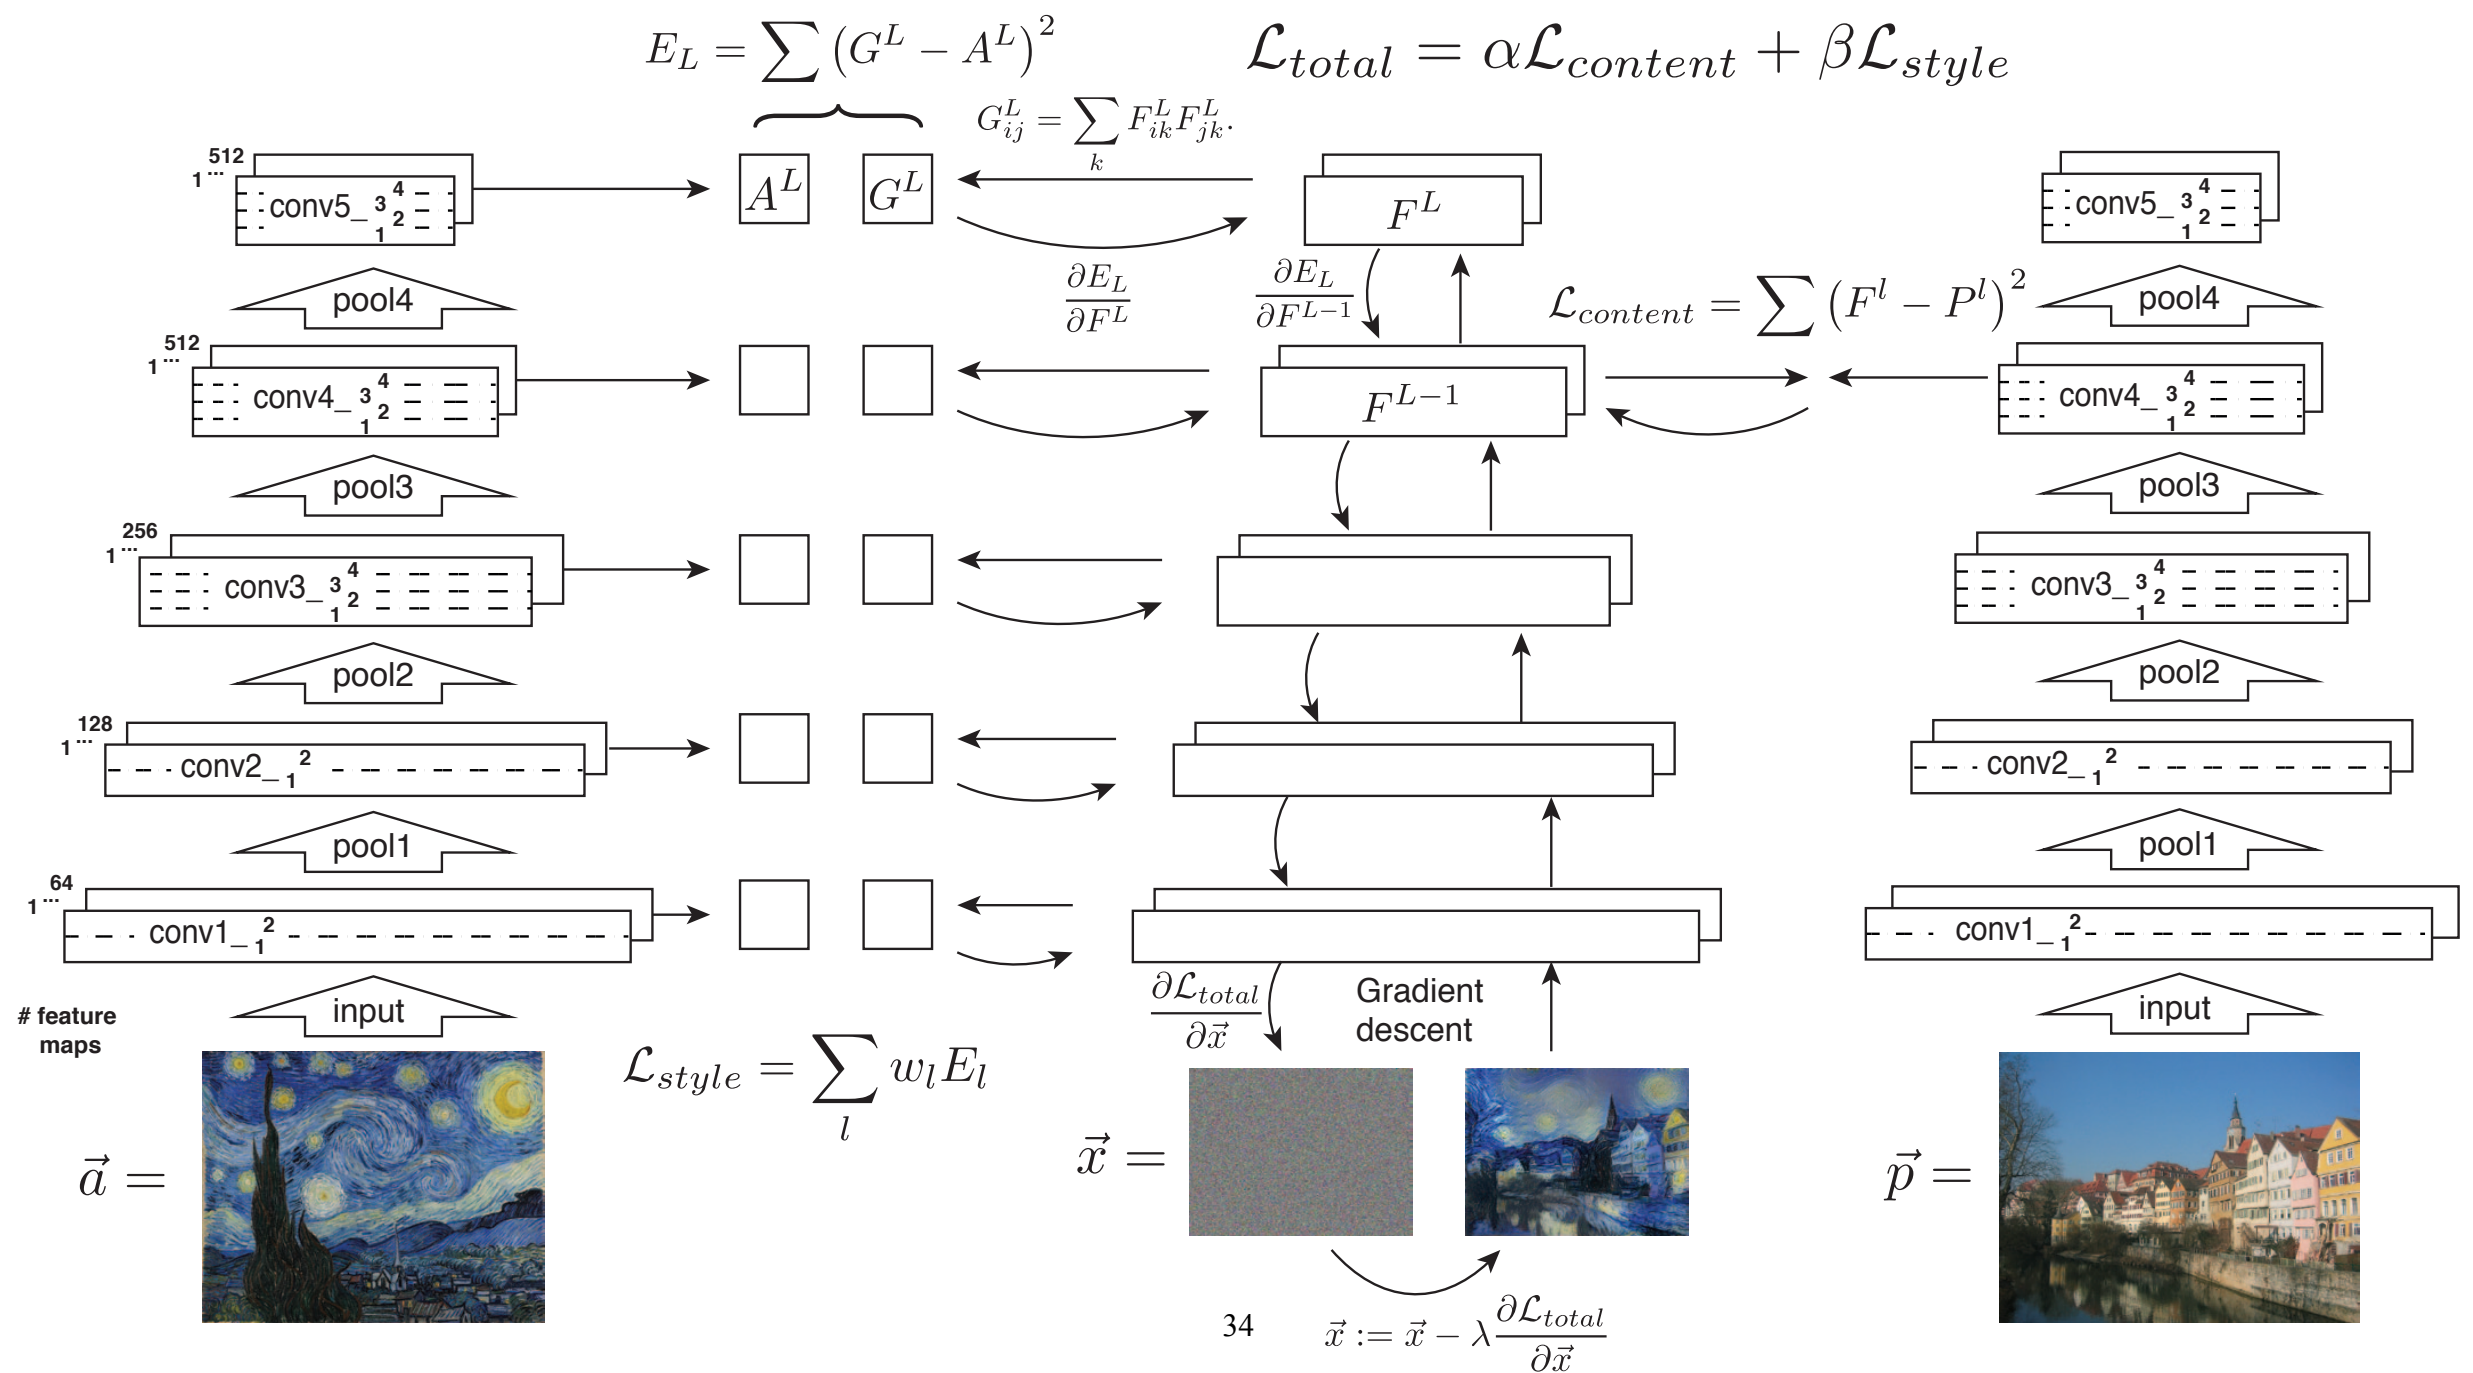 E_L = ∑ (G^L − A^L)^2
ℒ_total = αℒ_content + βℒ_style
G^L_ij = ∑_k F^L_ik F^L_jk.
1 ... 512
conv5_ 1 2 3 4
A^L
G^L
F^L
conv5_ 1 2 3 4
pool4
∂E_L/∂F^L
∂E_L/∂F^{L−1}
ℒ_content = ∑ (F^l − P^l)^2
pool4
1 ... 512
conv4_ 1 2 3 4
F^{L−1}
conv4_ 1 2 3 4
pool3
pool3
1 ... 256
conv3_ 1 2 3 4
conv3_ 1 2 3 4
pool2
pool2
1 ... 128
conv2_ 1 2
conv2_ 1 2
pool1
pool1
1 ... 64
conv1_ 1 2
conv1_ 1 2
# feature
maps
input
∂ℒ_total/∂x⃗
Gradient
descent
input
ℒ_style = ∑_l w_l E_l
a⃗ =
x⃗ =
p⃗ =
34
x⃗ := x⃗ − λ ∂ℒ_total/∂x⃗